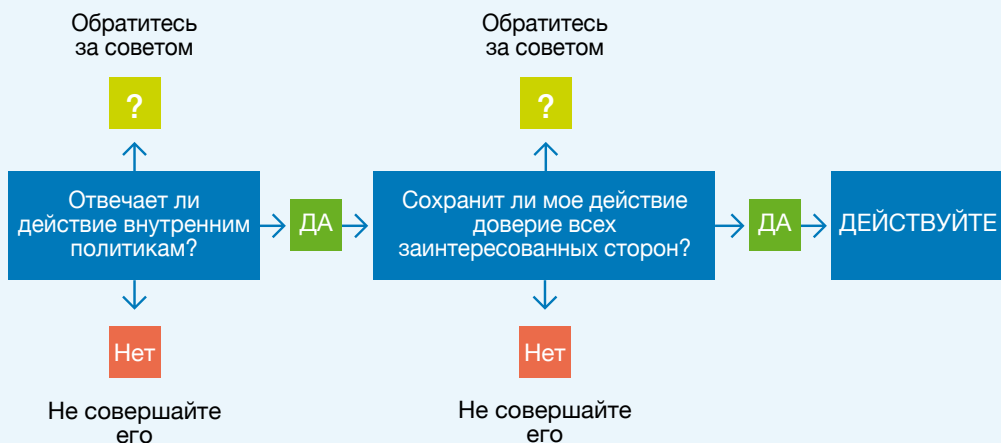 Обратитесь
за советом
?
Отвечает ли
действие внутренним
политикам?
ДА
Нет
Не совершайте
его
Обратитесь
за советом
?
Сохранит ли мое действие
доверие всех
заинтересованных сторон?
ДА
Нет
Не совершайте
его
ДЕЙСТВУЙТЕ